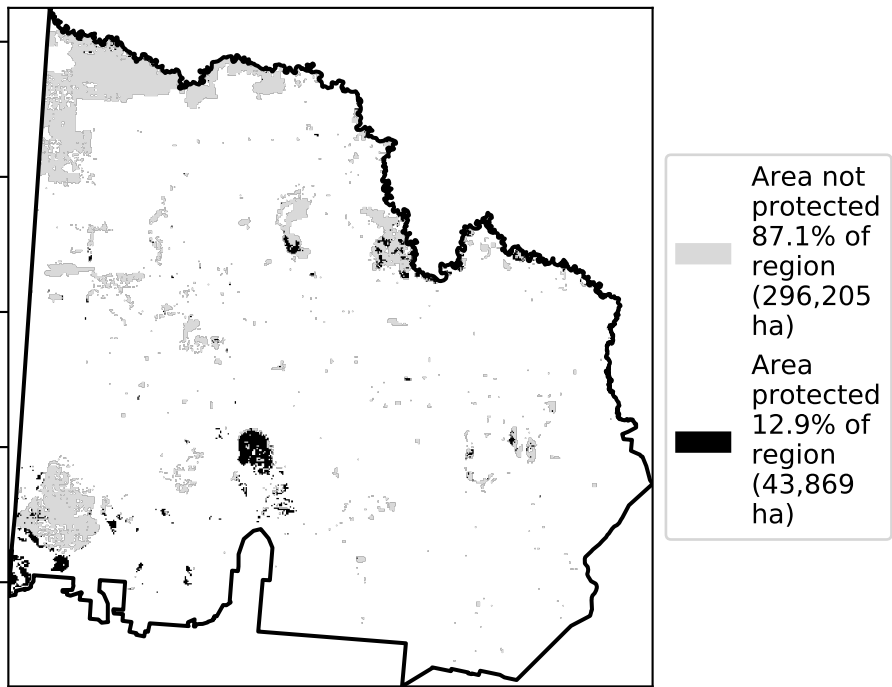 Area not
protected
87.1% of
region
(296,205
ha)
Area
protected
12.9% of
region
(43,869
ha)